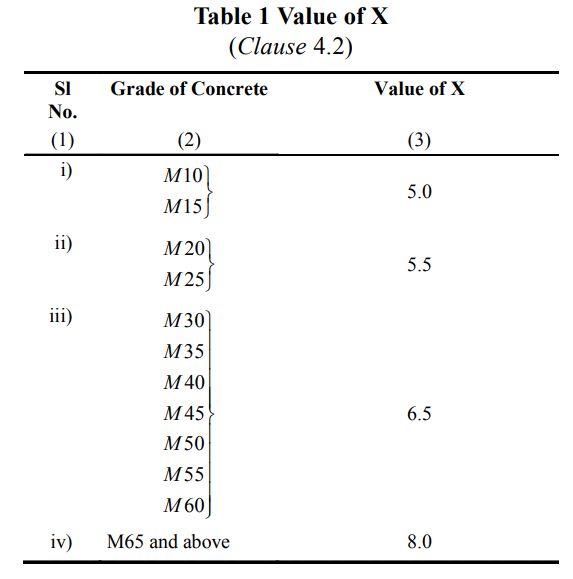 Table 1 Value of X
(Clause 4.2)
Sl No. Grade of Concrete Value of X
(1) (2) (3)
i) M10
M15 5.0
ii) M20
M25 5.5
iii) M30
M35
M40
M45 6.5
M50
M55
M60
iv) M65 and above 8.0